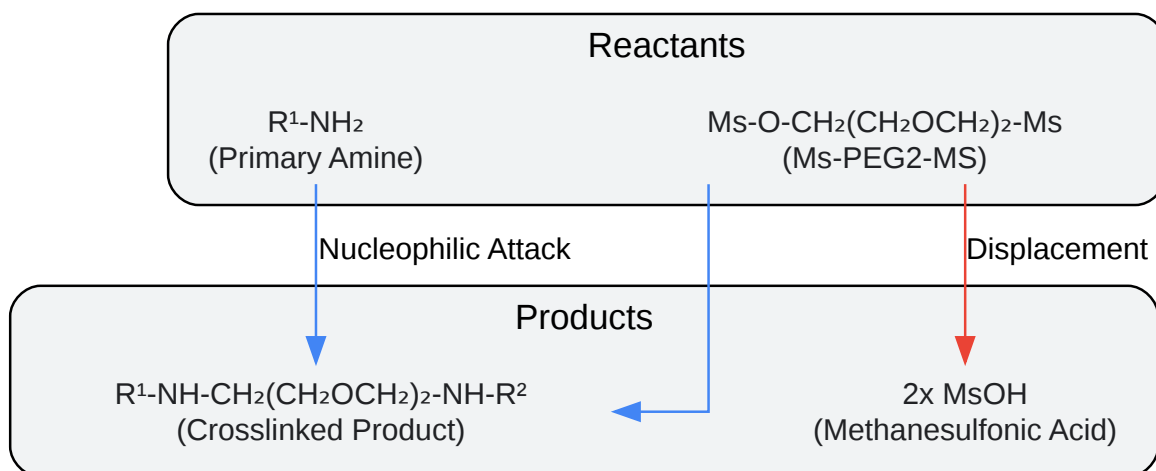 Reactants
R¹-NH₂
(Primary Amine)
Ms-O-CH₂(CH₂OCH₂)₂-Ms
(Ms-PEG2-MS)
Nucleophilic Attack
Displacement
Products
R¹-NH-CH₂(CH₂OCH₂)₂-NH-R²
(Crosslinked Product)
2x MsOH
(Methanesulfonic Acid)